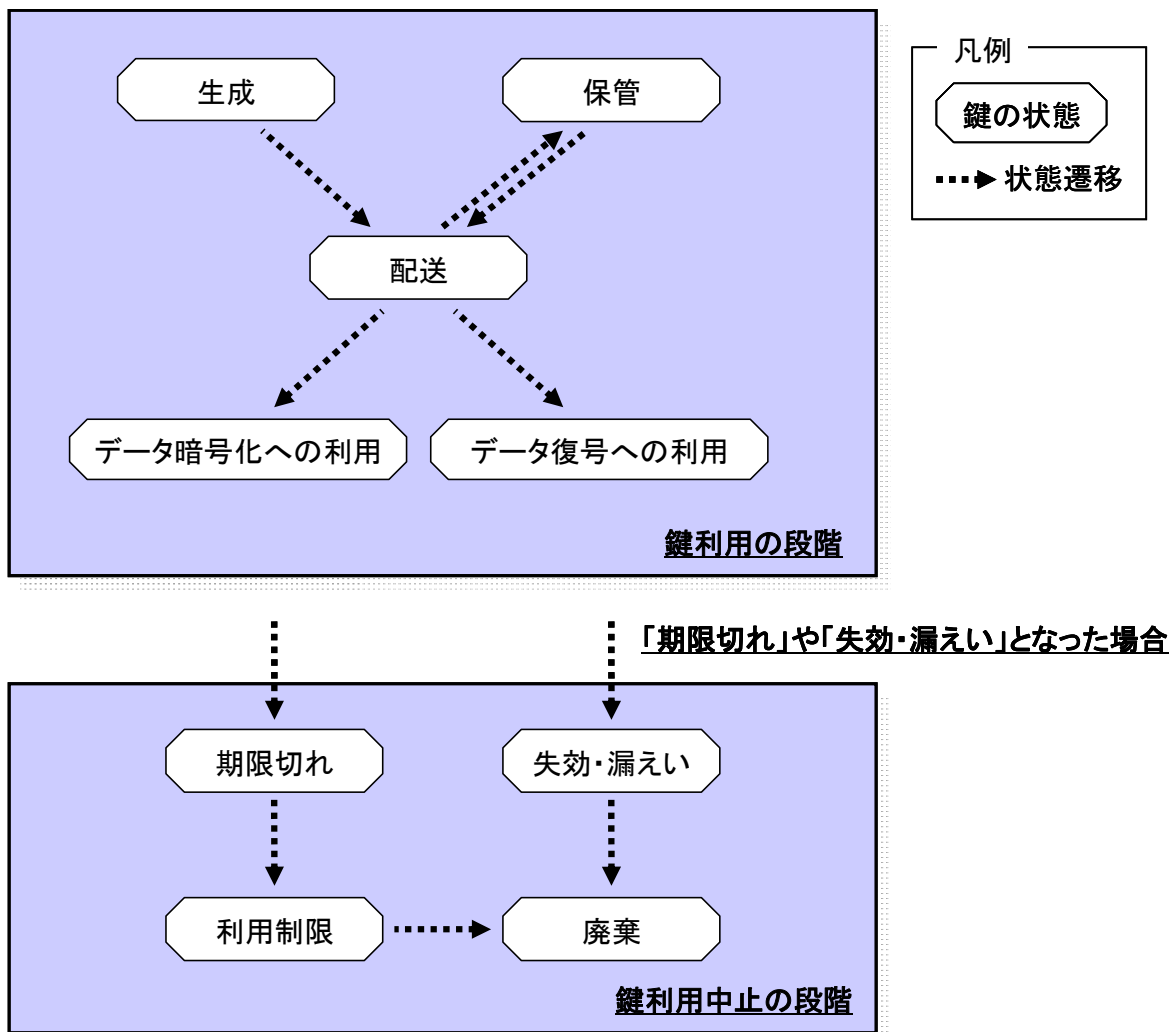 生成
保管
配送
データ暗号化への利用
データ復号への利用
鍵利用の段階
凡例
鍵の状態
状態遷移
「期限切れ」や「失効・漏えい」となった場合
期限切れ
失効・漏えい
利用制限
廃棄
鍵利用中止の段階